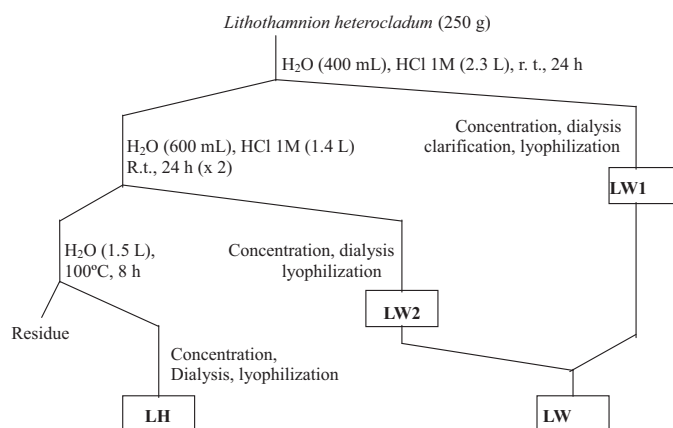 Lithothamnion heterocladum (250 g)
H₂O (400 mL), HCl 1M (2.3 L), r. t., 24 h
H₂O (600 mL), HCl 1M (1.4 L)
R.t., 24 h (x 2)
Concentration, dialysis
clarification, lyophilization
LW1
H₂O (1.5 L),
100ºC, 8 h
Concentration, dialysis
lyophilization
LW2
Residue
Concentration,
Dialysis, lyophilization
LH
LW